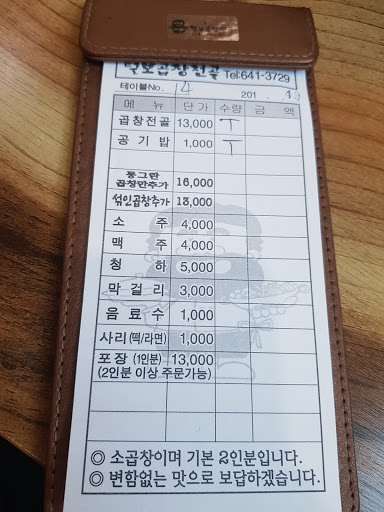 털보곱창전골 Tel:641-3729
테이블No. 14 201 . .
메 뉴 단 가 수량 금 액
곱창전골 13,000 ㅜ
공 기 밥 1,000 ㅜ
동그란
곱창만추가 16,000
섞인곱창추가 18,000
소 주 4,000
맥 주 4,000
청 하 5,000
막 걸 리 3,000
음 료 수 1,000
사리(떡/라면) 1,000
포장 (1인분) 13,000
(2인분 이상 주문가능)
◎ 소곱창이며 기본 2인분입니다.
◎ 변함없는 맛으로 보답하겠습니다.